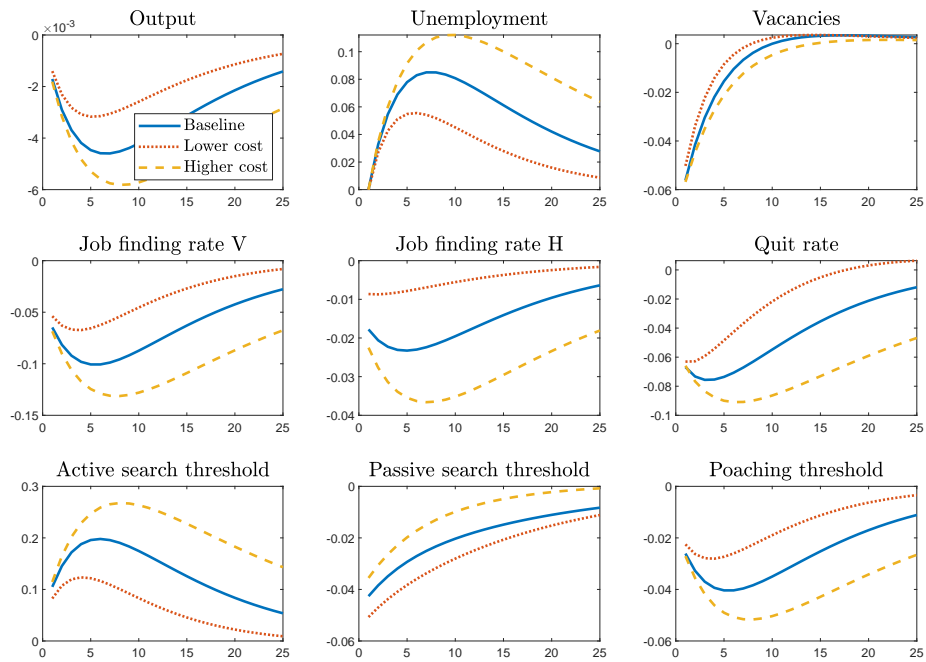 Output
Unemployment
Vacancies
×10⁻³
0
-2
-4
-6
0 5 10 15 20 25
Baseline
Lower cost
Higher cost
0.1
0.08
0.06
0.04
0.02
0
0 5 10 15 20 25
0
-0.02
-0.04
-0.06
0 5 10 15 20 25
Job finding rate V
Job finding rate H
Quit rate
0
-0.05
-0.1
-0.15
0 5 10 15 20 25
0
-0.01
-0.02
-0.03
-0.04
0 5 10 15 20 25
0
-0.02
-0.04
-0.06
-0.08
-0.1
0 5 10 15 20 25
Active search threshold
Passive search threshold
Poaching threshold
0.3
0.2
0.1
0
0 5 10 15 20 25
0
-0.02
-0.04
-0.06
0 5 10 15 20 25
0
-0.02
-0.04
-0.06
0 5 10 15 20 25